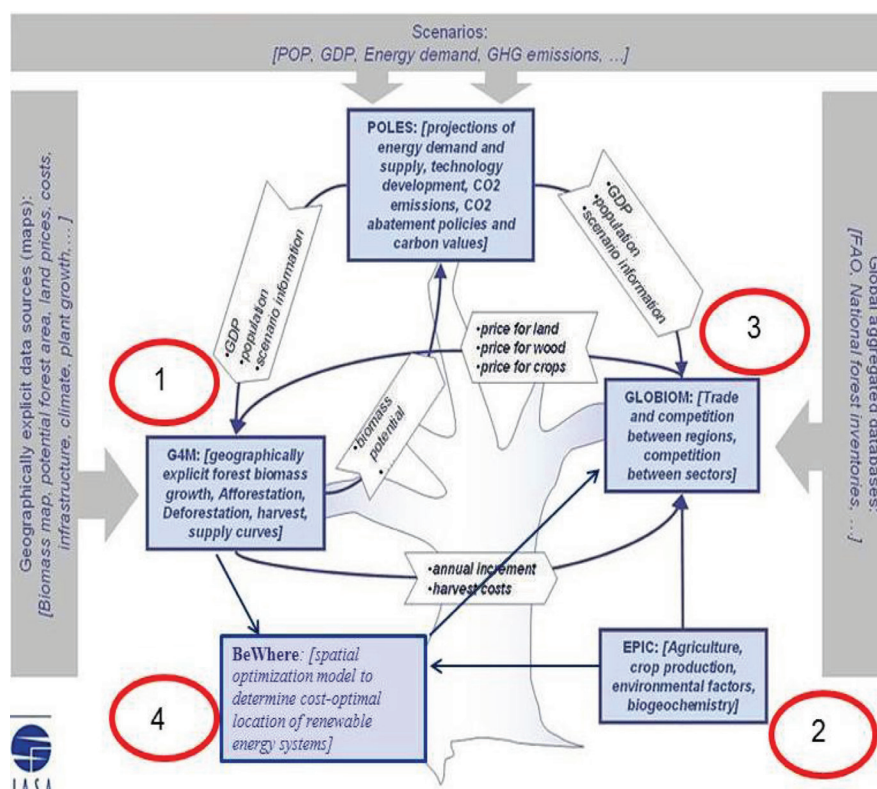 Scenarios:
[POP, GDP, Energy demand, GHG emissions, ...]
Geographically explicit data sources (maps):
[Biomass map, potential forest area, land prices, costs,
infrastructure, climate, plant growth,...]
POLES: [projections of
energy demand and
supply, technology
development, CO2
emissions, CO2
abatement policies and
carbon values]
•GDP
•population
•scenario information
•GDP
•population
•scenario information
Global aggregated databases:
[FAO, National forest inventories, ...]
1
3
•price for land
•price for wood
•price for crops
•biomass
potential
•...
GLOBIOM: [Trade
and competition
between regions,
competition
between sectors]
G4M: [geographically
explicit forest biomass
growth, Afforestation,
Deforestation, harvest,
supply curves]
•annual increment
•harvest costs
BeWhere: [spatial
optimization model to
determine cost-optimal
location of renewable
energy systems]
EPIC: [Agriculture,
crop production,
environmental factors,
biogeochemistry]
4
2
IASA